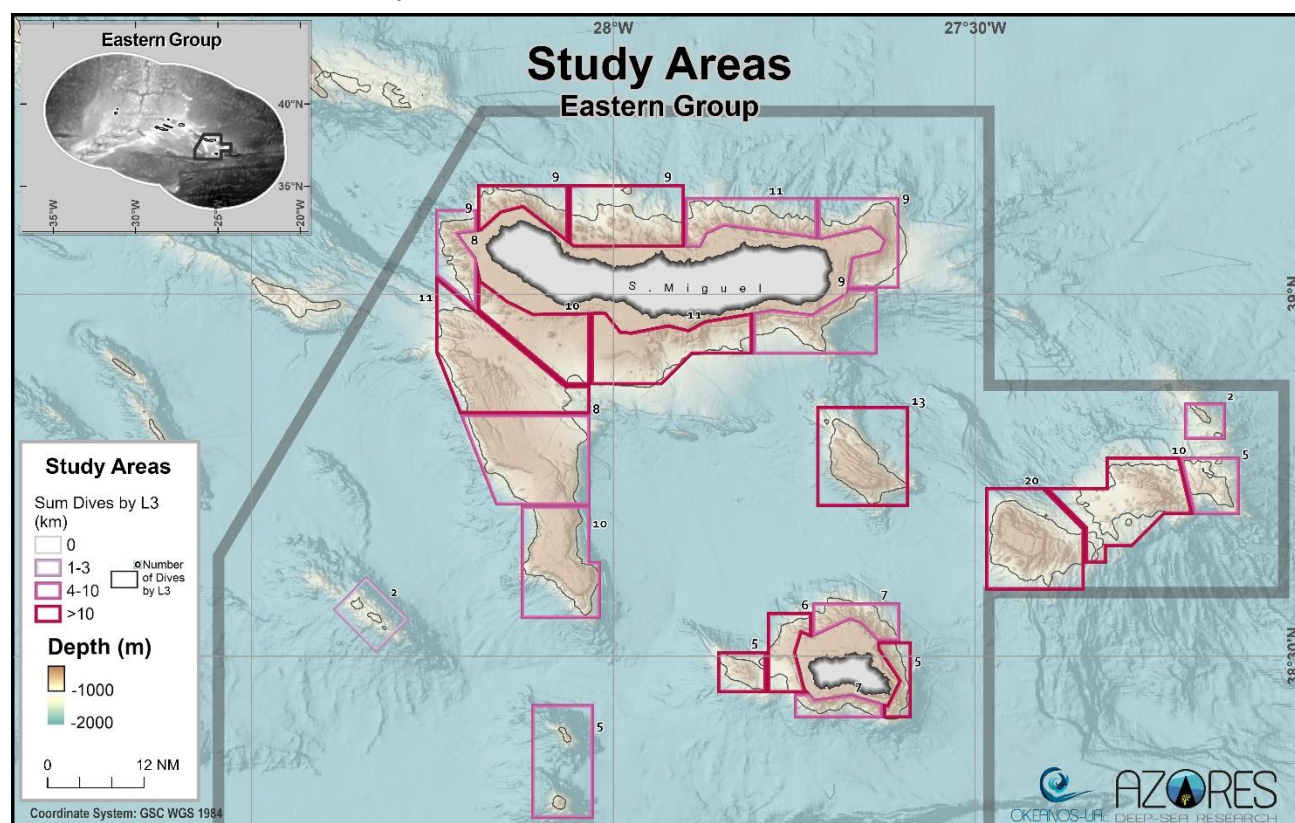 Study Areas
Eastern Group
Eastern Group
40°N
35°N
35°W
30°W
25°W
20°W
28°W
27°30'W
39°N
38°30'N
9
9
11
9
9
8
S. Miguel
9
11
10
11
8
13
2
10
5
20
10
2
7
6
5
5
7
5
Study Areas
Sum Dives by L3
(km)
0
1-3
4-10
>10
0 Number
of Dives
by L3
Depth (m)
-1000
-2000
0
12 NM
Coordinate System: GSC WGS 1984
OKEANOS-UAc
AZORES
DEEP-SEA RESEARCH